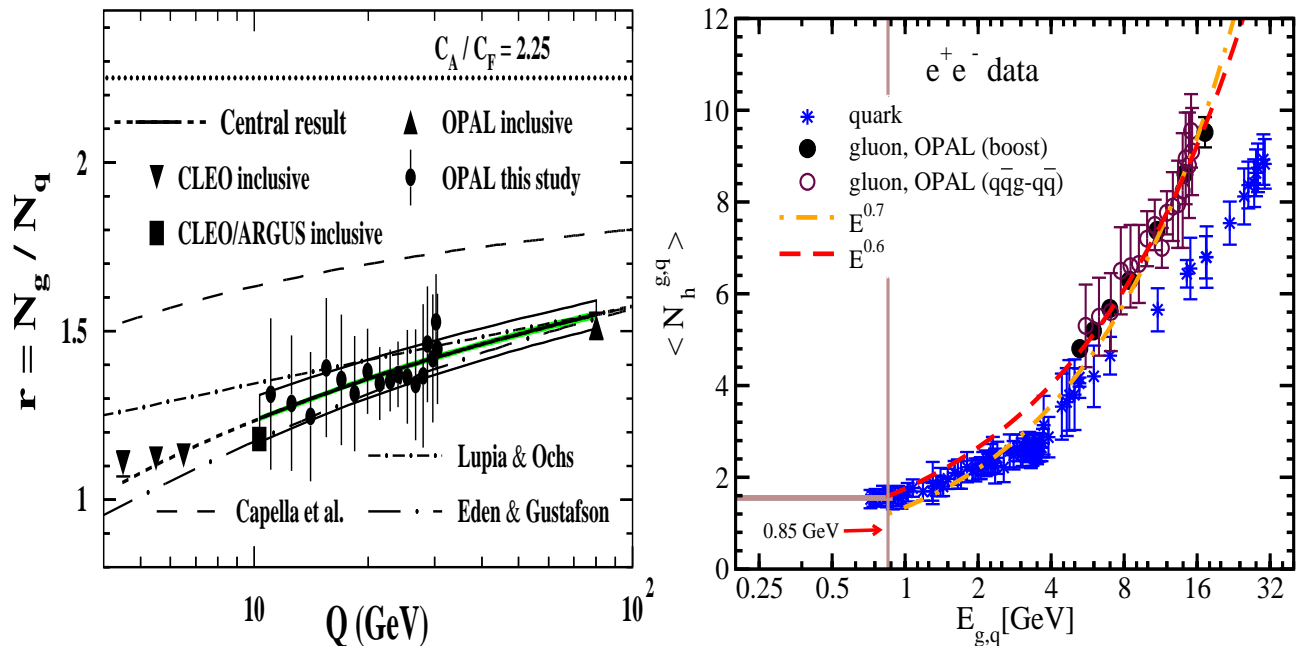 C_A / C_F = 2.25
Central result
OPAL inclusive
CLEO inclusive
OPAL this study
CLEO/ARGUS inclusive
Lupia & Ochs
Capella et al.
Eden & Gustafson
r = N_g / N_q
2
1.5
1
10
10^2
Q (GeV)
e^+e^- data
quark
gluon, OPAL (boost)
gluon, OPAL (qq̄g-qq̄)
E^0.7
E^0.6
0.85 GeV
< N_h^g,q >
12
10
8
6
4
2
0
0.25 0.5 1 2 4 8 16 32
E_g,q[GeV]